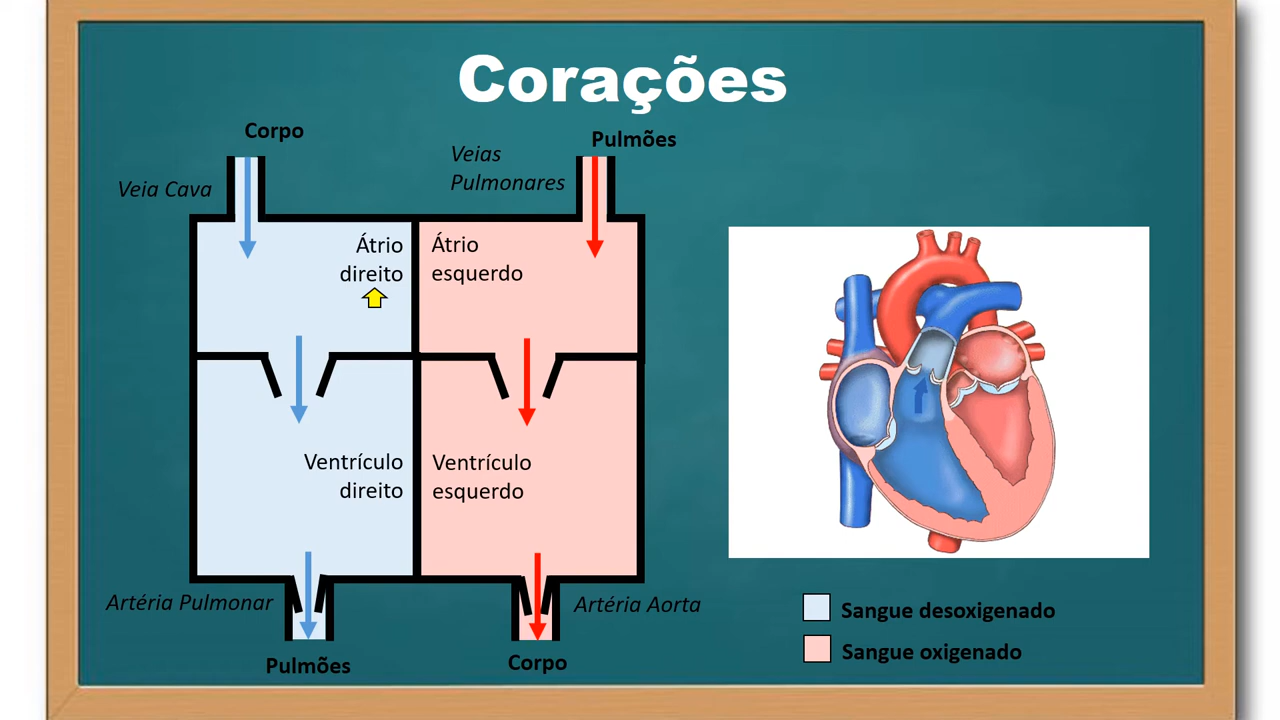 Corações
Corpo
Pulmões
Veia Cava
Veias
Pulmonares
Átrio
direito
Átrio
esquerdo
Ventrículo
direito
Ventrículo
esquerdo
Artéria Pulmonar
Artéria Aorta
Pulmões
Corpo
Sangue desoxigenado
Sangue oxigenado